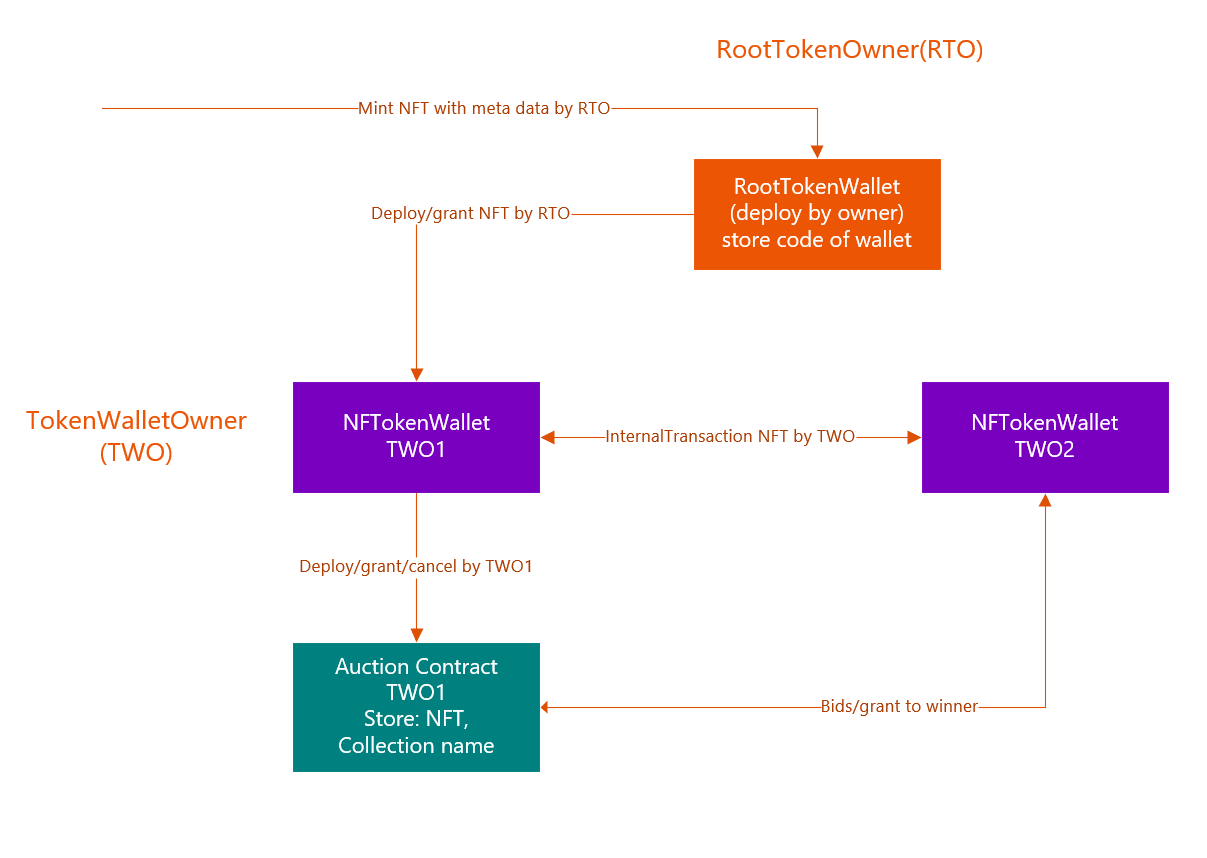 RootTokenOwner(RTO)
Mint NFT with meta data by RTO
RootTokenWallet
(deploy by owner)
store code of wallet
Deploy/grant NFT by RTO
TokenWalletOwner
(TWO)
NFTokenWallet
TWO1
InternalTransaction NFT by TWO
NFTokenWallet
TWO2
Deploy/grant/cancel by TWO1
Auction Contract
TWO1
Store: NFT,
Collection name
Bids/grant to winner